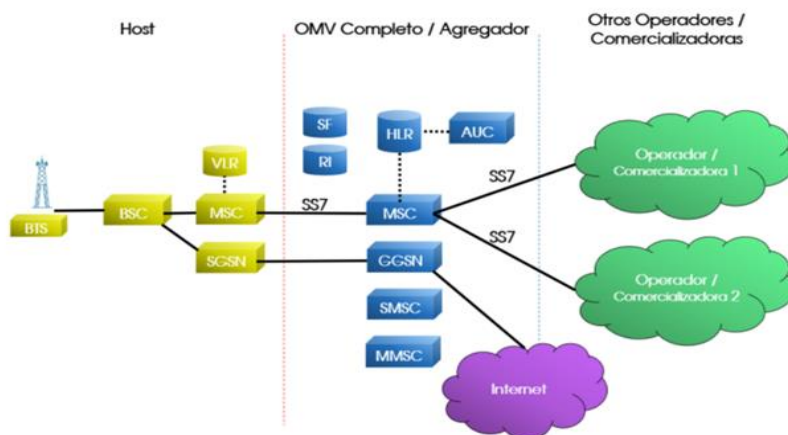 Host
OMV Completo / Agregador
Otros Operadores /
Comercializadoras
SF
HLR
AUC
VLR
RI
Operador /
Comercializadora 1
SS7
BTS
BSC
MSC
SS7
MSC
SS7
SGSN
GGSN
Operador /
Comercializadora 2
SMSC
MMSC
Internet